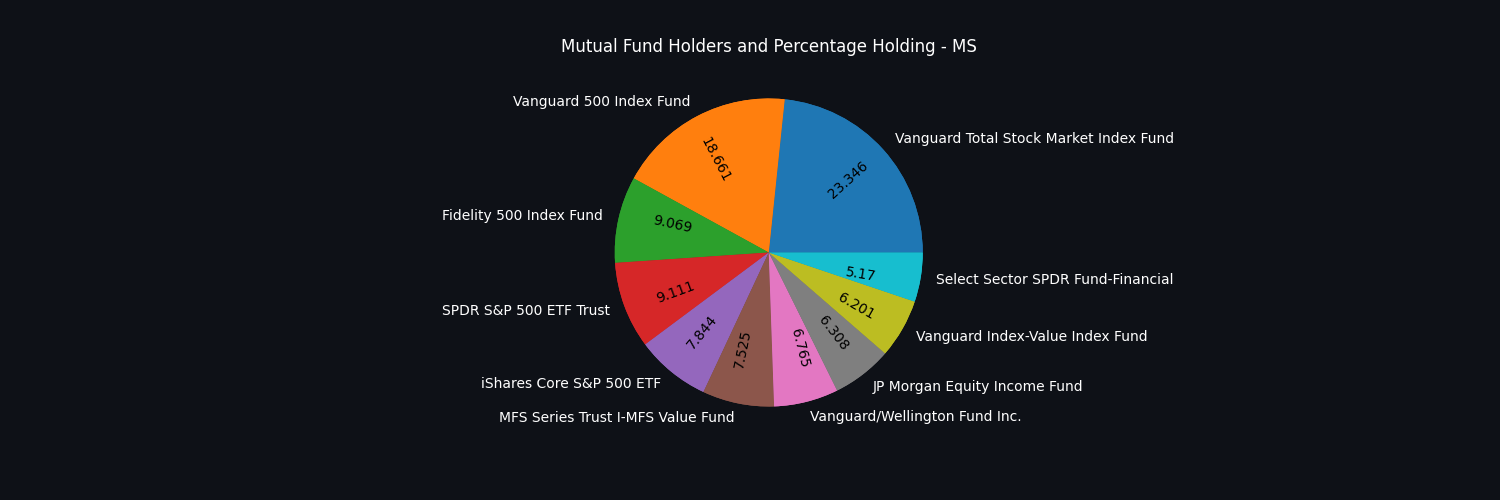 Mutual Fund Holders and Percentage Holding - MS
Vanguard 500 Index Fund
Vanguard Total Stock Market Index Fund
18.661
23.346
Fidelity 500 Index Fund
9.069
5.17
Select Sector SPDR Fund-Financial
9.111
6.201
SPDR S&P 500 ETF Trust
7.844
7.525
6.765
6.308
Vanguard Index-Value Index Fund
iShares Core S&P 500 ETF
JP Morgan Equity Income Fund
MFS Series Trust I-MFS Value Fund
Vanguard/Wellington Fund Inc.